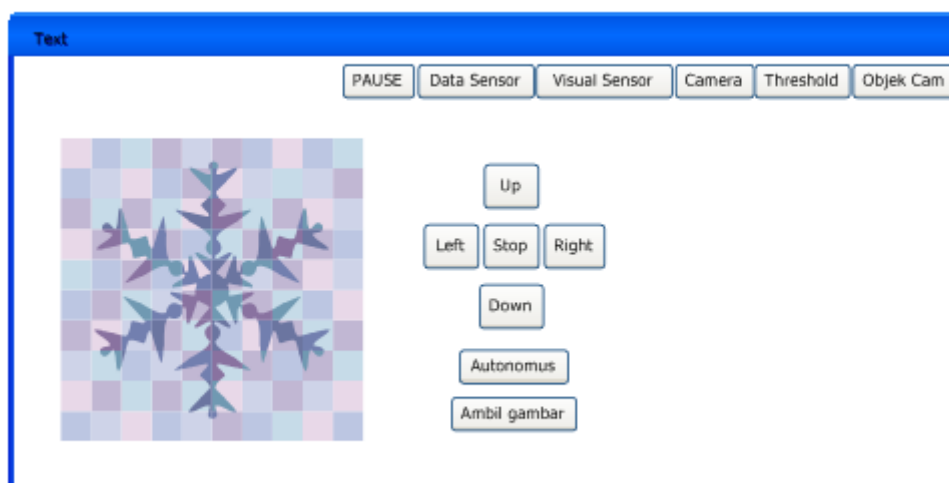 Text
PAUSE Data Sensor Visual Sensor Camera Threshold Objek Cam
Up
Left Stop Right
Down
Autonomus
Ambil gambar